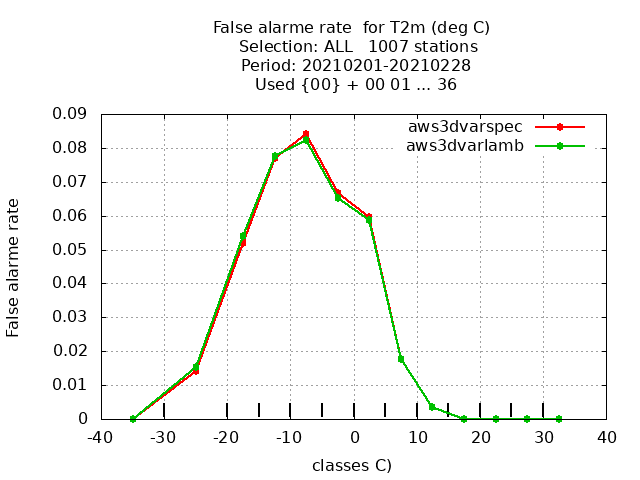 False alarme rate  for T2m (deg C)
Selection: ALL   1007 stations
Period: 20210201-20210228
Used {00} + 00 01 ... 36
aws3dvarspec
aws3dvarlamb
False alarme rate
0.09
0.08
0.07
0.06
0.05
0.04
0.03
0.02
0.01
0
-40 -30 -20 -10 0 10 20 30 40
classes C)